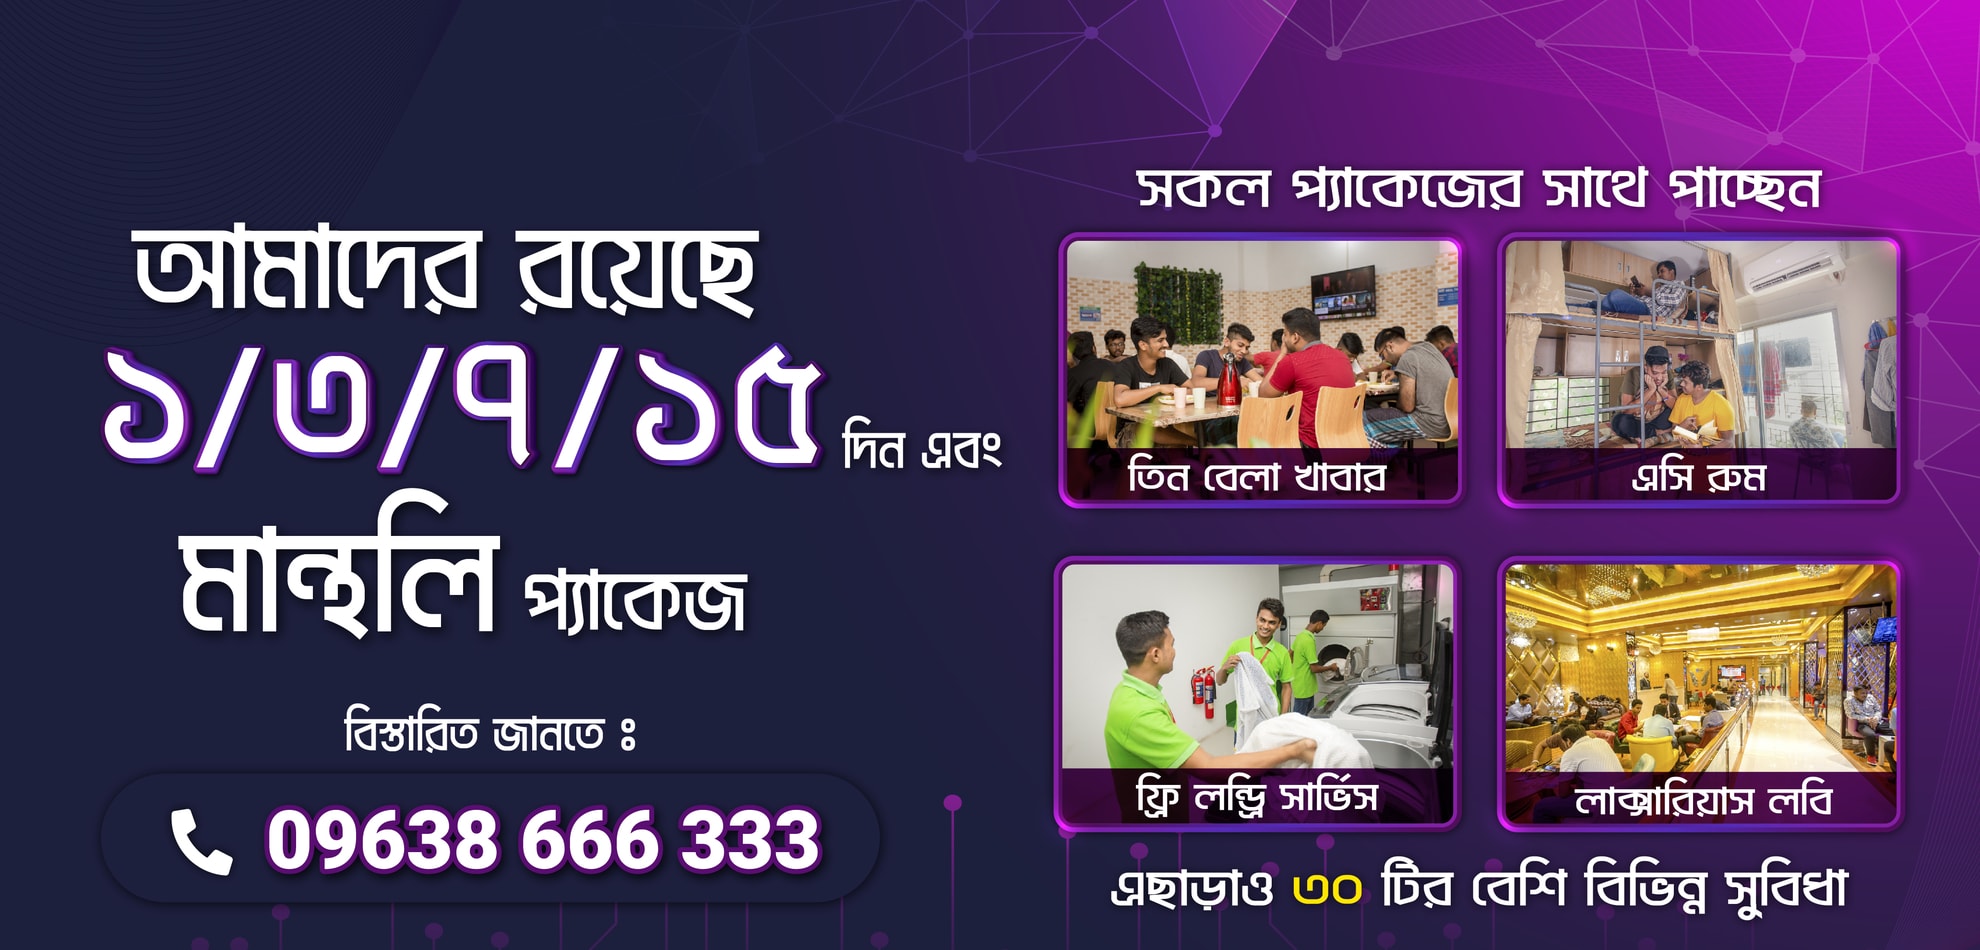 আমাদের রয়েছে
১/৩/৭/১৫ দিন এবং
মান্থলি প্যাকেজ
বিস্তারিত জানতে ঃ
09638 666 333
সকল প্যাকেজের সাথে পাচ্ছেন
তিন বেলা খাবার
এসি রুম
ফ্রি লন্ড্রি সার্ভিস
লাক্সারিয়াস লবি
এছাড়াও ৩০ টির বেশি বিভিন্ন সুবিধা